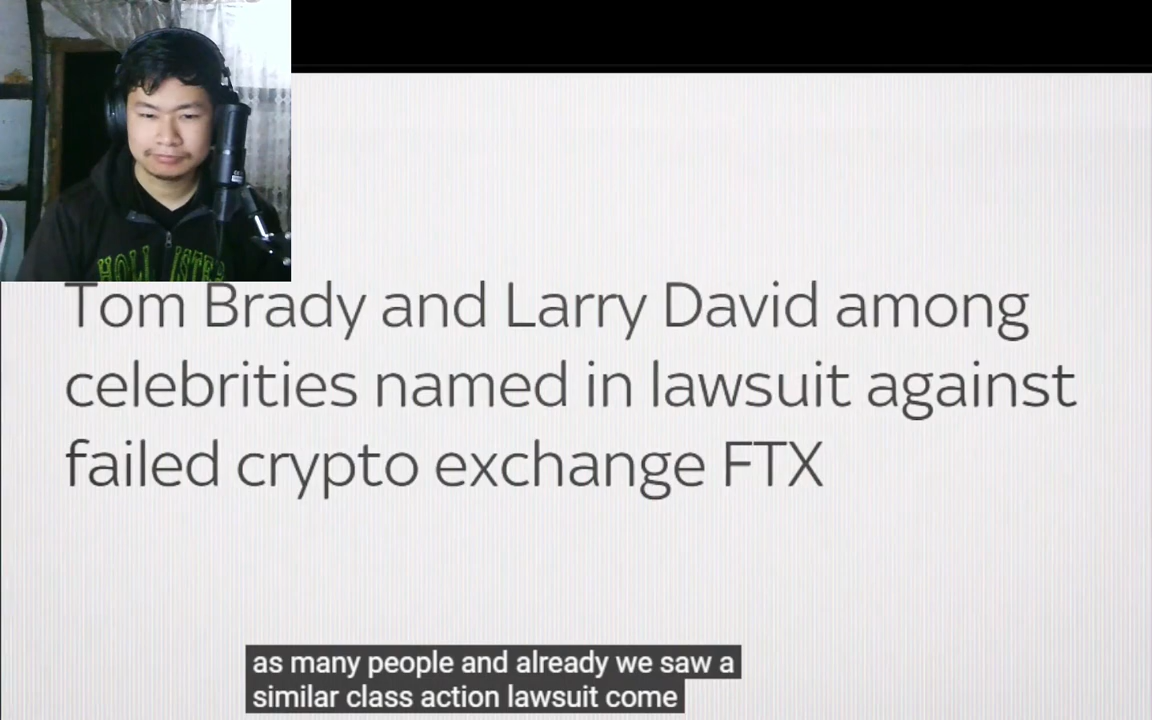 HOLLISTER
Tom Brady and Larry David among
celebrities named in lawsuit against
failed crypto exchange FTX
as many people and already we saw a
similar class action lawsuit come